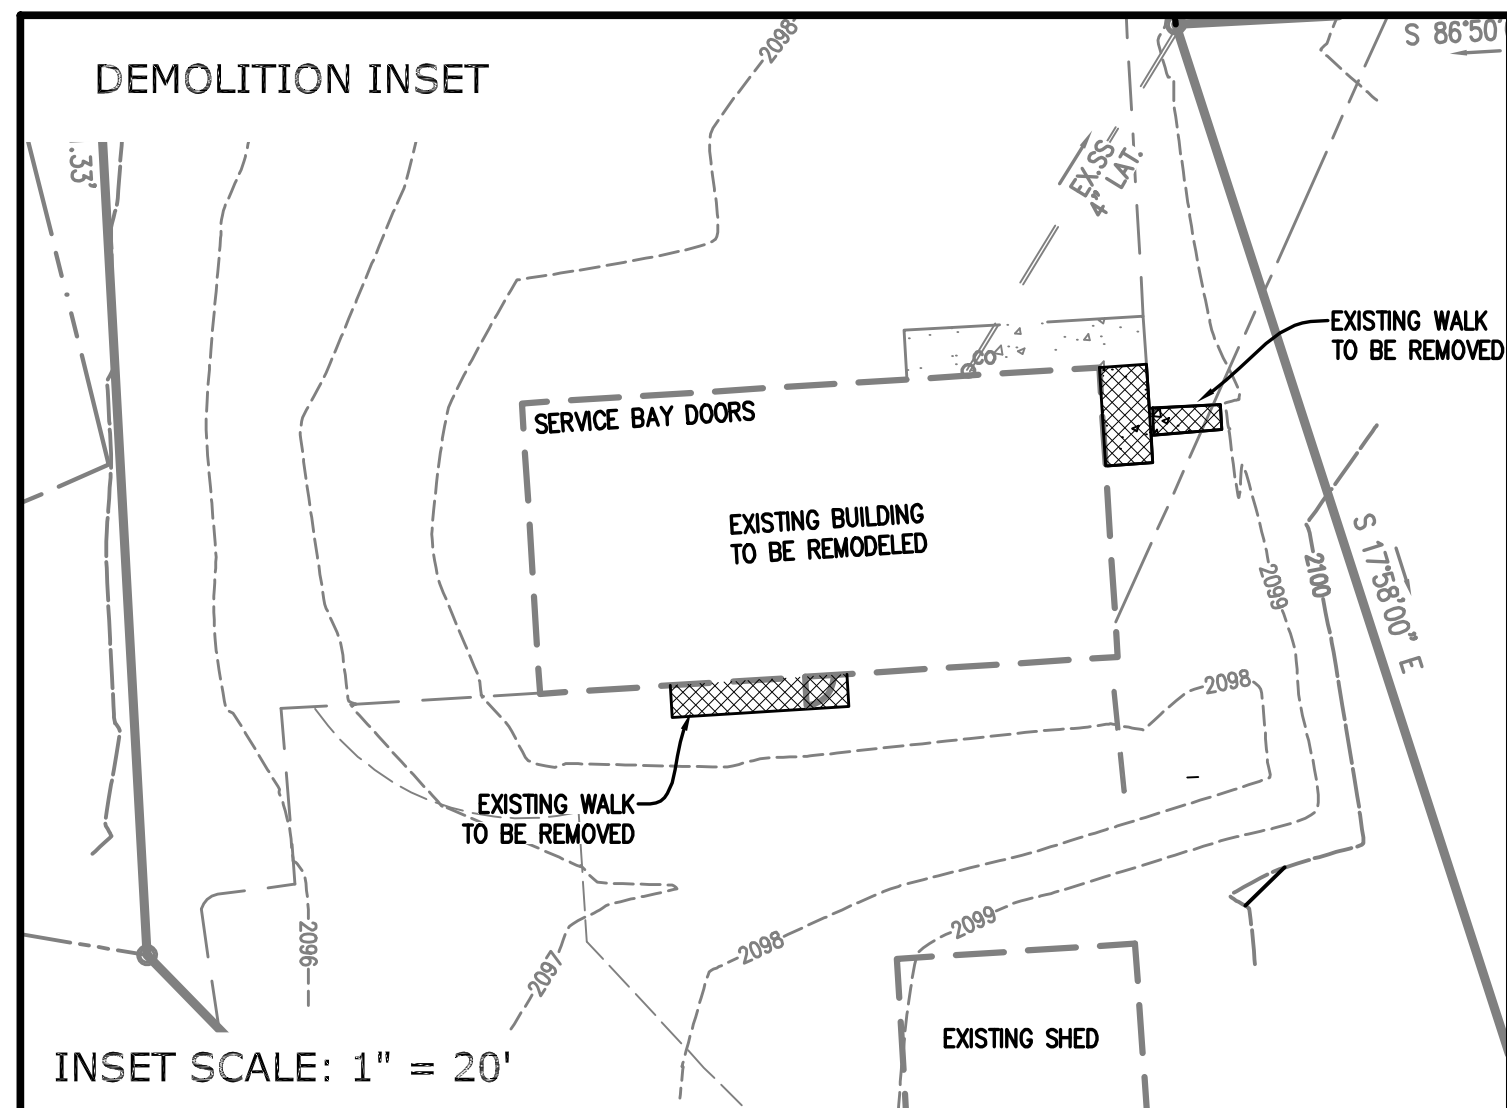 2098
S 86°50'
DEMOLITION INSET
.33'
EX.SS
4" LAT.
EXISTING WALK
TO BE REMOVED
CO
SERVICE BAY DOORS
EXISTING BUILDING
TO BE REMODELED
S 17°58'00" E
2099
2100
2098
EXISTING WALK
TO BE REMOVED
2096
2097
2098
2099
EXISTING SHED
INSET SCALE: 1" = 20'